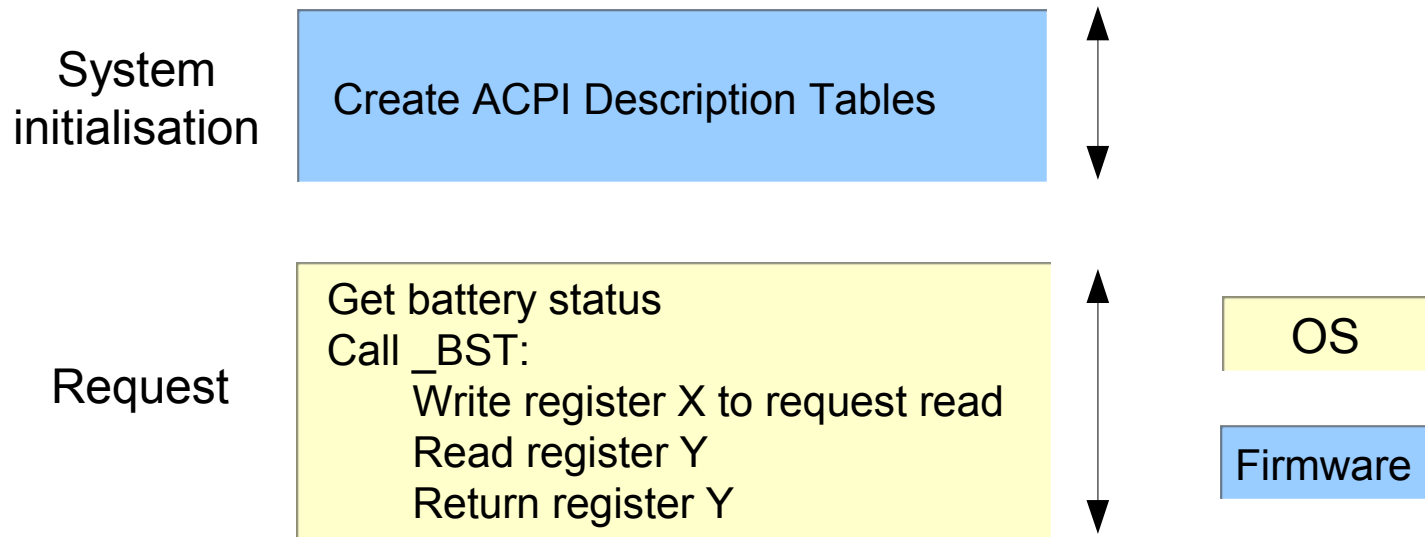 System
initialisation
Create ACPI Description Tables
Request
Get battery status
Call _BST:
Write register X to request read
Read register Y
Return register Y
OS
Firmware